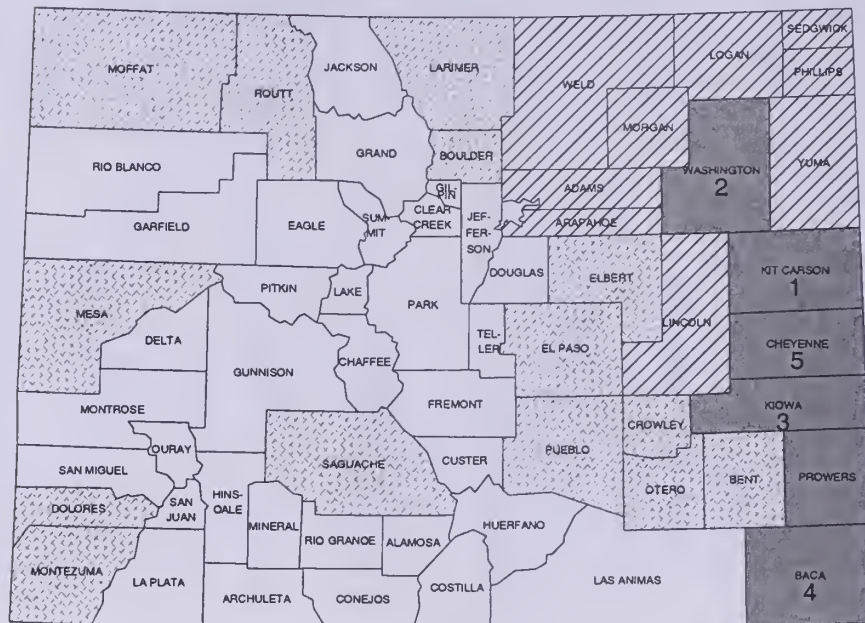 SEDGWICK
LOGAN
JACKSON
LARIMER
MOFFAT
PHILLIPS
WELD
ROUTT
MORGAN
GRAND
BOULDER
RIO BLANCO
WASHINGTON
2
YUMA
GIL-
PIN
ADAMS
CLEAR
CREEK
JEF-
FER-
SON
ARAPAHOE
GARFIELD
EAGLE
SUM-
MIT
DOUGLAS
ELBERT
KIT CARSON
1
PITKIN
LAKE
PARK
MESA
LINCOLN
DELTA
TEL-
LER
EL PASO
CHEYENNE
5
CHAFFEE
GUNNISON
KIOWA
3
MONTROSE
FREMONT
CROWLEY
OURAY
PUEBLO
SAGUACHE
CUSTER
SAN MIGUEL
BENT
PROWERS
OTERO
HINS-
OALE
DOLORES
SAN
JUAN
MINERAL
RIO GRANOE
ALAMOSA
HUERFANO
MONTEZUMA
LA PLATA
LAS ANIMAS
BACA
4
COSTILLA
ARCHULETA
CONEJOS